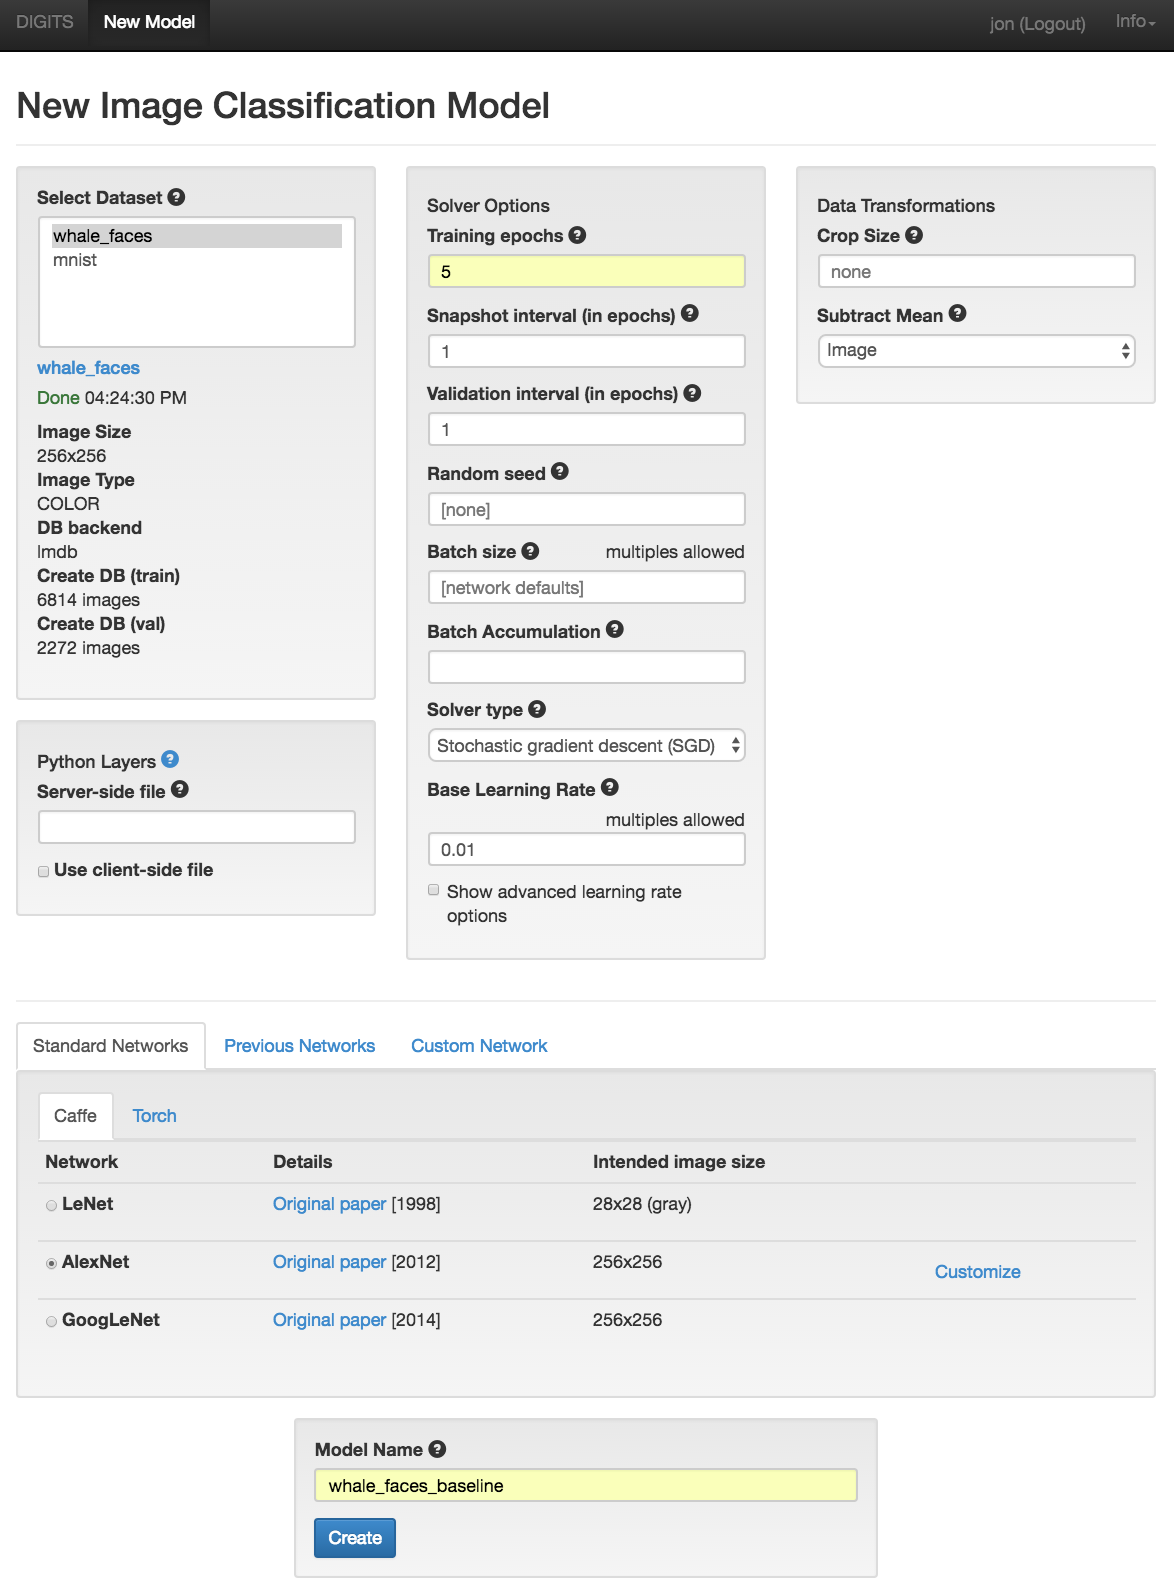 DIGITS New Model jon (Logout) Info
New Image Classification Model
Select Dataset
whale_faces
mnist
whale_faces
Done 04:24:30 PM
Image Size
256x256
Image Type
COLOR
DB backend
lmdb
Create DB (train)
6814 images
Create DB (val)
2272 images
Python Layers
Server-side file
Use client-side file
Solver Options
Training epochs
5
Snapshot interval (in epochs)
1
Validation interval (in epochs)
1
Random seed
[none]
Batch size multiples allowed
[network defaults]
Batch Accumulation
Solver type
Stochastic gradient descent (SGD)
Base Learning Rate
multiples allowed
0.01
Show advanced learning rate
options
Data Transformations
Crop Size
none
Subtract Mean
Image
Standard Networks Previous Networks Custom Network
Caffe Torch
Network Details Intended image size
LeNet Original paper [1998] 28x28 (gray)
AlexNet Original paper [2012] 256x256 Customize
GoogLeNet Original paper [2014] 256x256
Model Name
whale_faces_baseline
Create